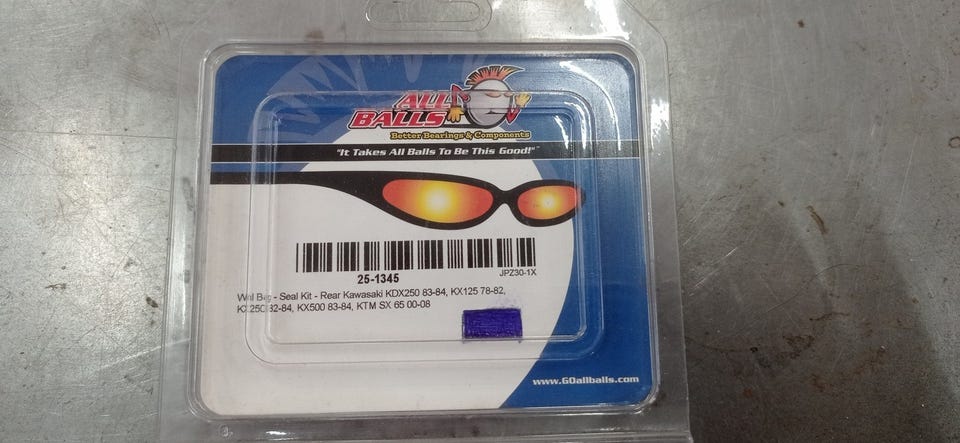 ALL
BALLS
Better Bearings & Components
"It Takes All Balls To Be This Good!"™
25-1345
JPZ30-1X
Whl Brg - Seal Kit - Rear Kawasaki KDX250 83-84, KX125 78-82,
KX250 82-84, KX500 83-84, KTM SX 65 00-08
www.GOallballs.com